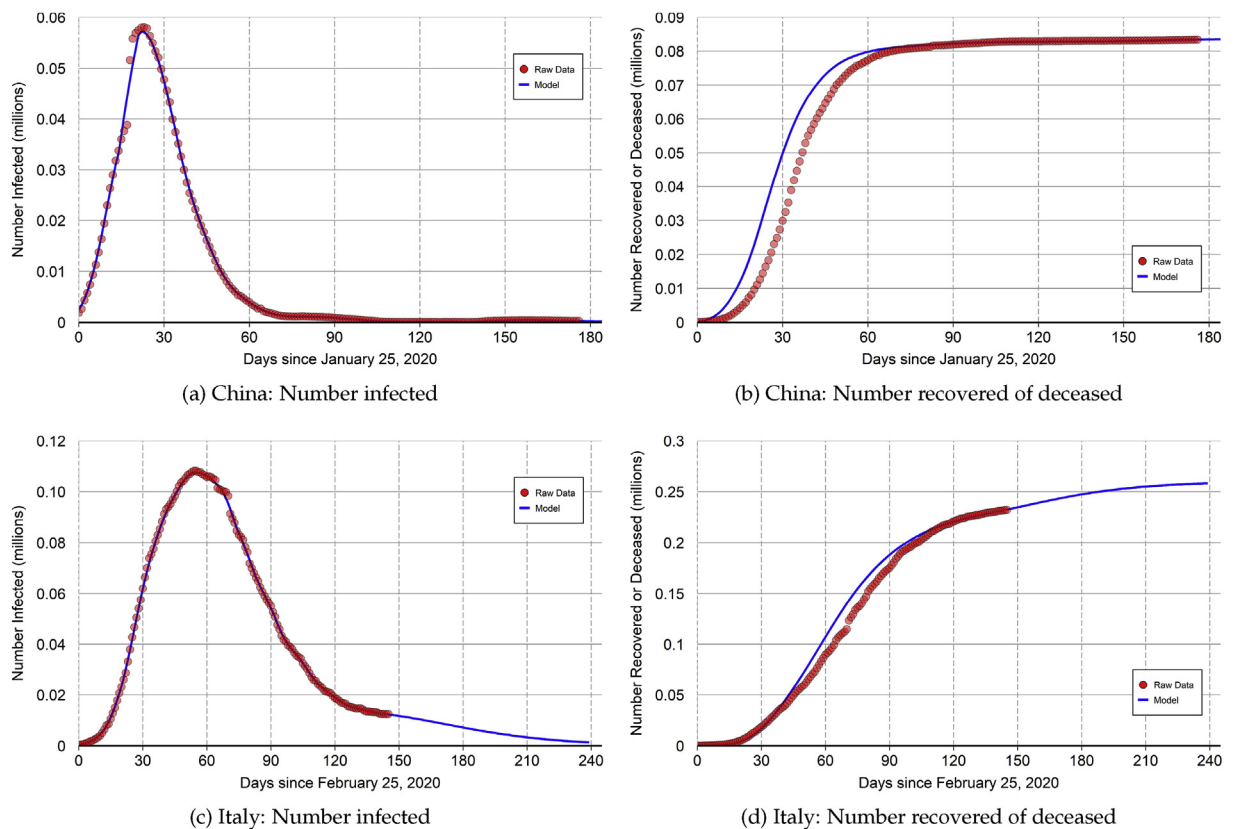 0.06
0.05
0.04
0.03
0.02
0.01
0
Number Infected (millions)
Raw Data
Model
0 30 60 90 120 150 180
Days since January 25, 2020
(a) China: Number infected
0.09
0.08
0.07
0.06
0.05
0.04
0.03
0.02
0.01
0
Number Recovered or Deceased (millions)
Raw Data
Model
0 30 60 90 120 150 180
Days since January 25, 2020
(b) China: Number recovered of deceased
0.12
0.10
0.08
0.06
0.04
0.02
0
Number Infected (millions)
Raw Data
Model
0 30 60 90 120 150 180 210 240
Days since February 25, 2020
(c) Italy: Number infected
0.3
0.25
0.2
0.15
0.1
0.05
0
Number Recovered or Deceased (millions)
Raw Data
Model
0 30 60 90 120 150 180 210 240
Days since February 25, 2020
(d) Italy: Number recovered of deceased